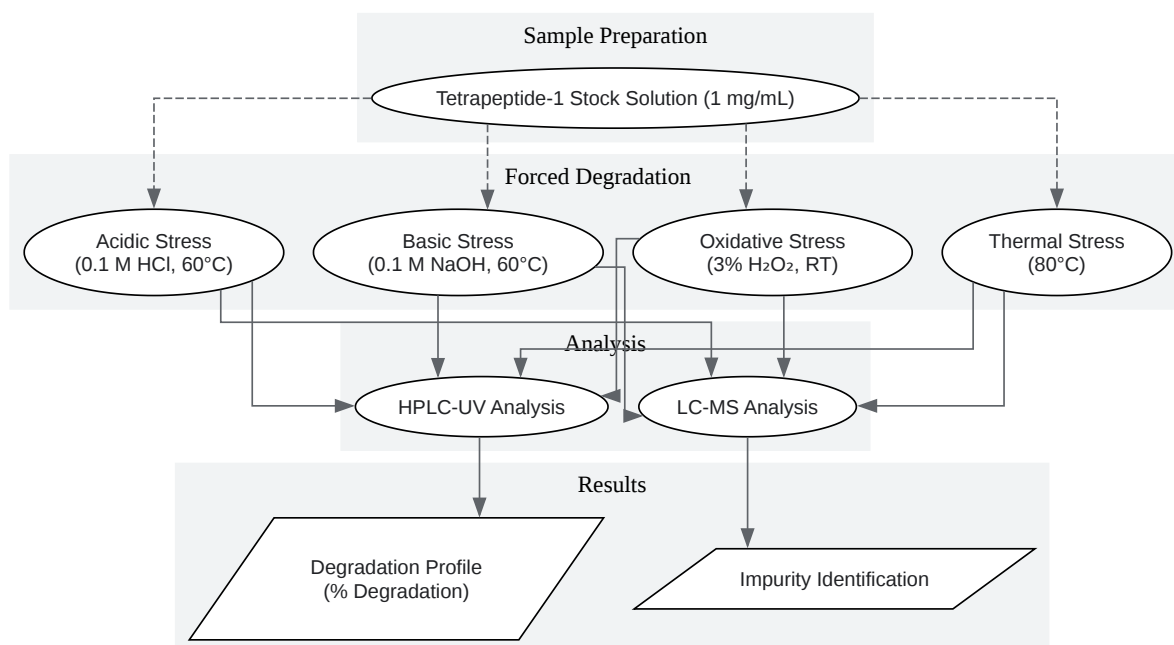 Sample Preparation
Tetrapeptide-1 Stock Solution (1 mg/mL)
Forced Degradation
Acidic Stress
(0.1 M HCl, 60°C)
Basic Stress
(0.1 M NaOH, 60°C)
Oxidative Stress
(3% H₂O₂, RT)
Thermal Stress
(80°C)
Analysis
HPLC-UV Analysis
LC-MS Analysis
Results
Degradation Profile
(% Degradation)
Impurity Identification